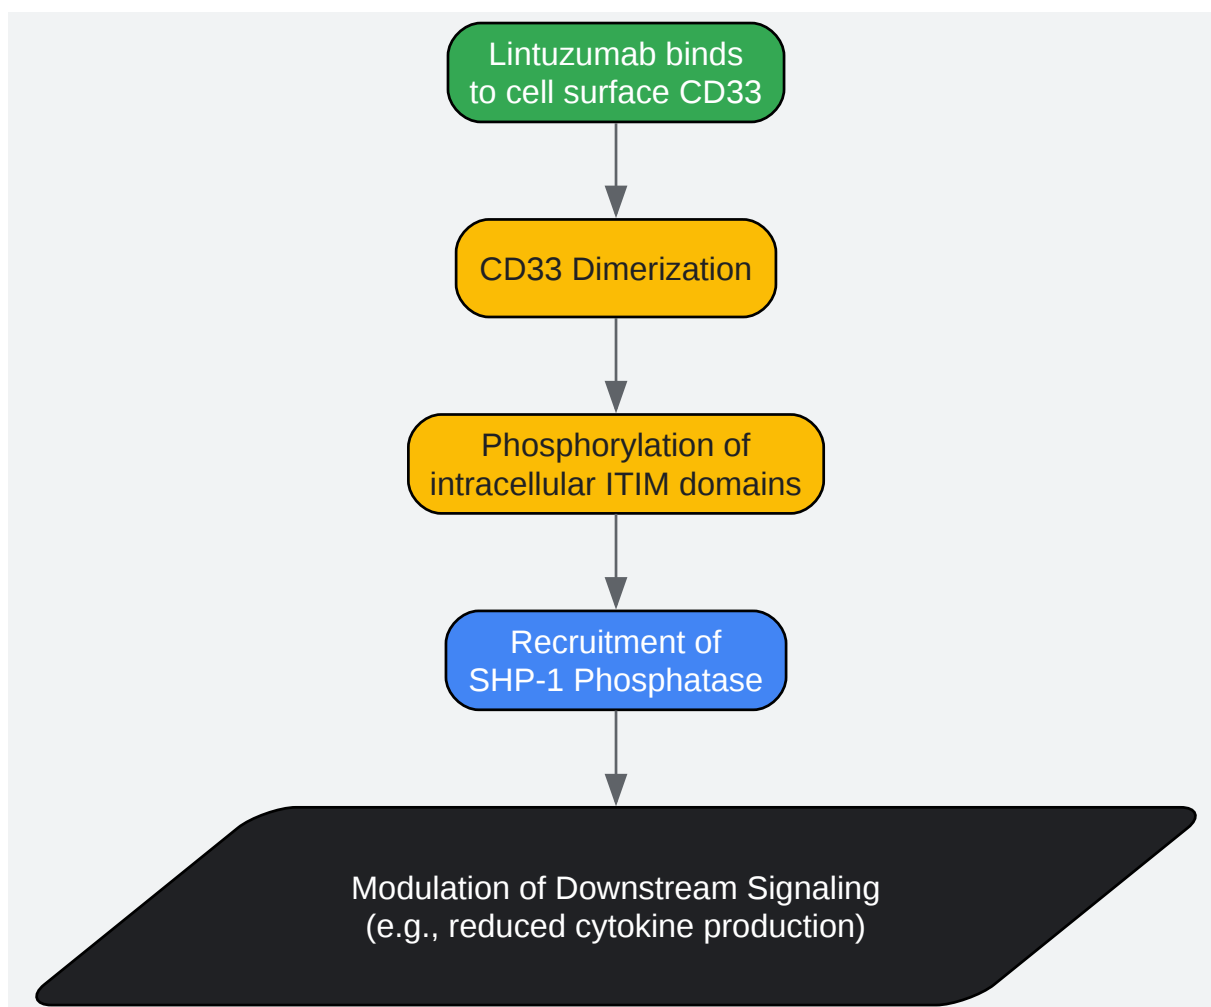 Lintuzumab binds
to cell surface CD33
CD33 Dimerization
Phosphorylation of
intracellular ITIM domains
Recruitment of
SHP-1 Phosphatase
Modulation of Downstream Signaling
(e.g., reduced cytokine production)